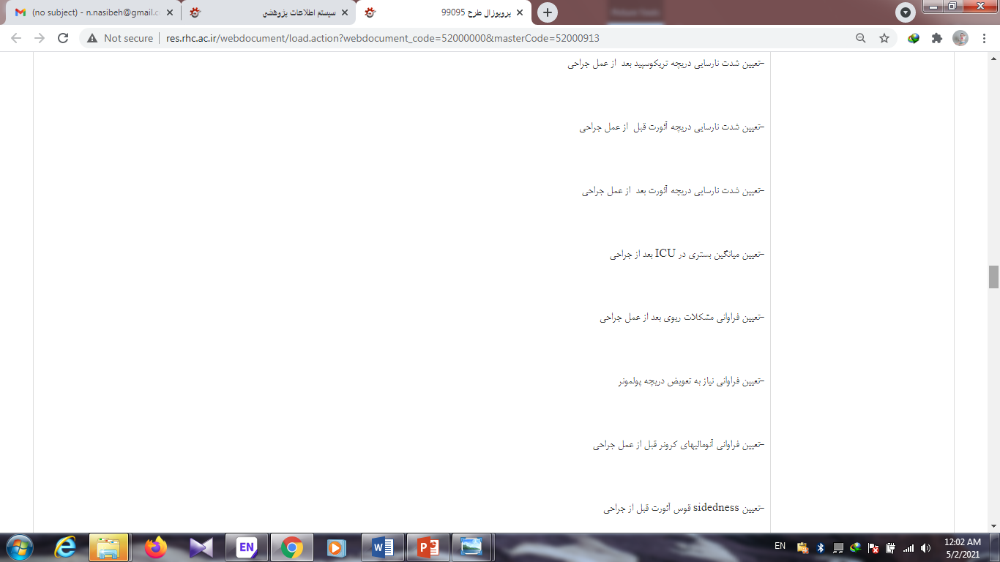 (no subject) - n.nasibeh@gmail.c
سیستم اطلاعات پژوهشی
پروپوزال طرح 99095
Not secure
res.rhc.ac.ir/webdocument/load.action?webdocument_code=52000000&masterCode=52000913
-تعیین شدت نارسایی دریچه تریکوسپید بعد از عمل جراحی
-تعیین شدت نارسایی دریچه آئورت قبل از عمل جراحی
-تعیین شدت نارسایی دریچه آئورت بعد از عمل جراحی
-تعیین میانگین بستری در ICU بعد از جراحی
-تعیین فراوانی مشکلات ریوی بعد از عمل جراحی
-تعیین فراوانی نیاز به تعویض دریچه پولمونر
-تعیین فراوانی آنومالیهای کرونر قبل از عمل جراحی
-تعیین sidedness قوس آئورت قبل از جراحی
EN
EN
12:02 AM
5/2/2021